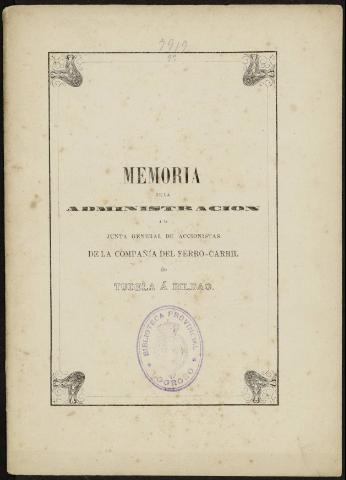 MEMORIA
DE LA
ADMINISTRACION
Á LA
JUNTA GENERAL DE ACCIONISTAS
DE LA COMPAÑÍA DEL FERRO-CARRIL
DE
TUDELA Á BILBAO.
BIBLIOTECA PROVINCIAL
LOGROÑO